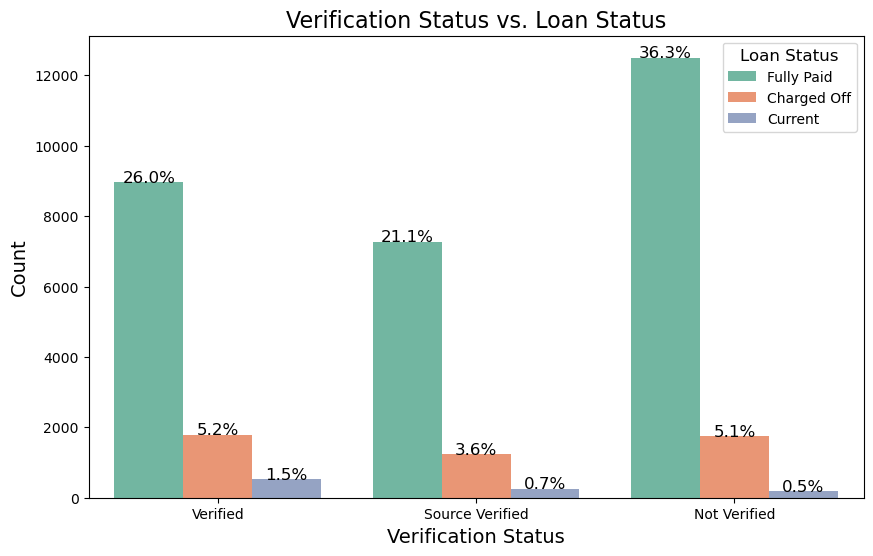 Verification Status vs. Loan Status
Loan Status
Fully Paid
Charged Off
Current
Count
12000
10000
8000
6000
4000
2000
0
26.0%
5.2%
1.5%
21.1%
3.6%
0.7%
36.3%
5.1%
0.5%
Verified
Source Verified
Not Verified
Verification Status